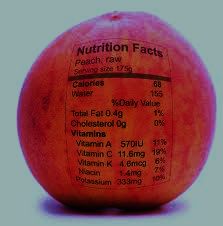 Nutrition Facts
Peach, raw
Serving size 175g
Calories 68
Water 155
%Daily Value
Total Fat 0.4g 1%
Cholesterol 0g 0%
Vitamins
Vitamin A 570IU 11%
Vitamin C 11.6mg 19%
Vitamin K 4.6mcg 6%
Niacin 1.4mg 7%
Potassium 333mg 10%